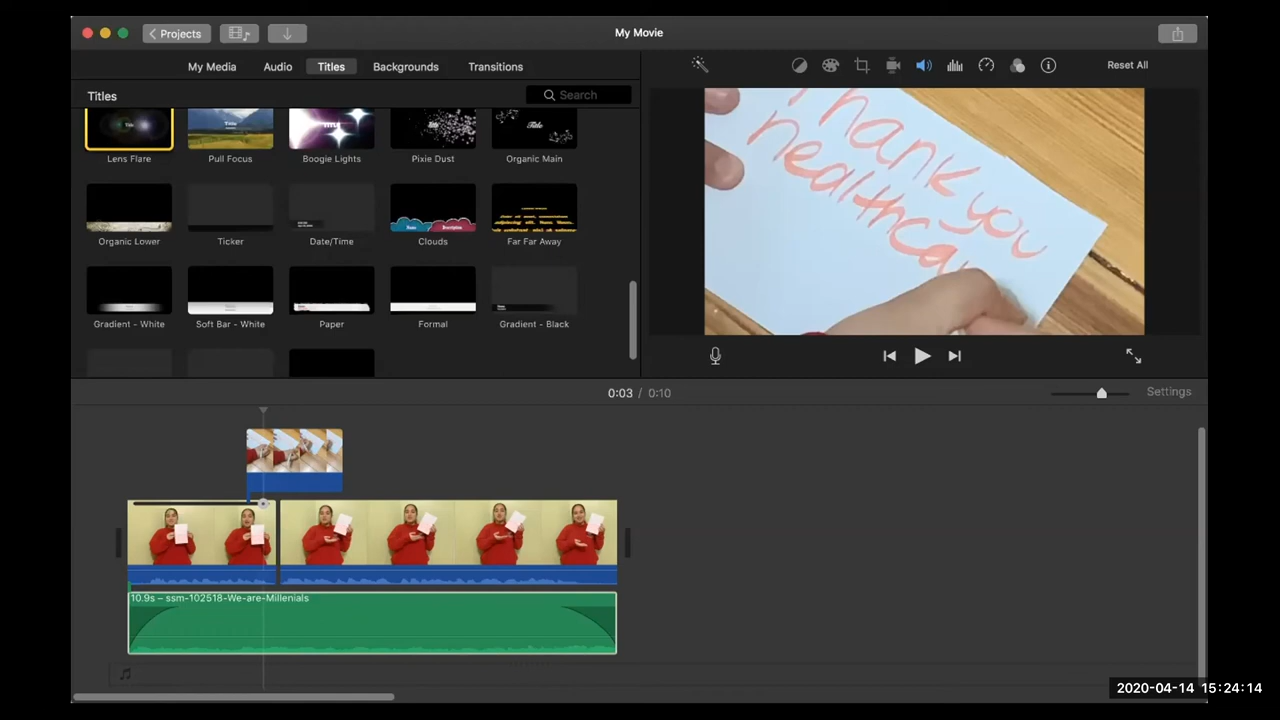 Projects
My Movie
My Media
Audio
Titles
Backgrounds
Transitions
Reset All
Titles
Search
Lens Flare
Pull Focus
Boogie Lights
Pixie Dust
Organic Main
Organic Lower
Ticker
Date/Time
Clouds
Far Far Away
Gradient - White
Soft Bar - White
Paper
Formal
Gradient - Black
Thank you
healthca
0:03 / 0:10
Settings
10.9s – ssm-102518-We-are-Millenials
2020-04-14 15:24:14